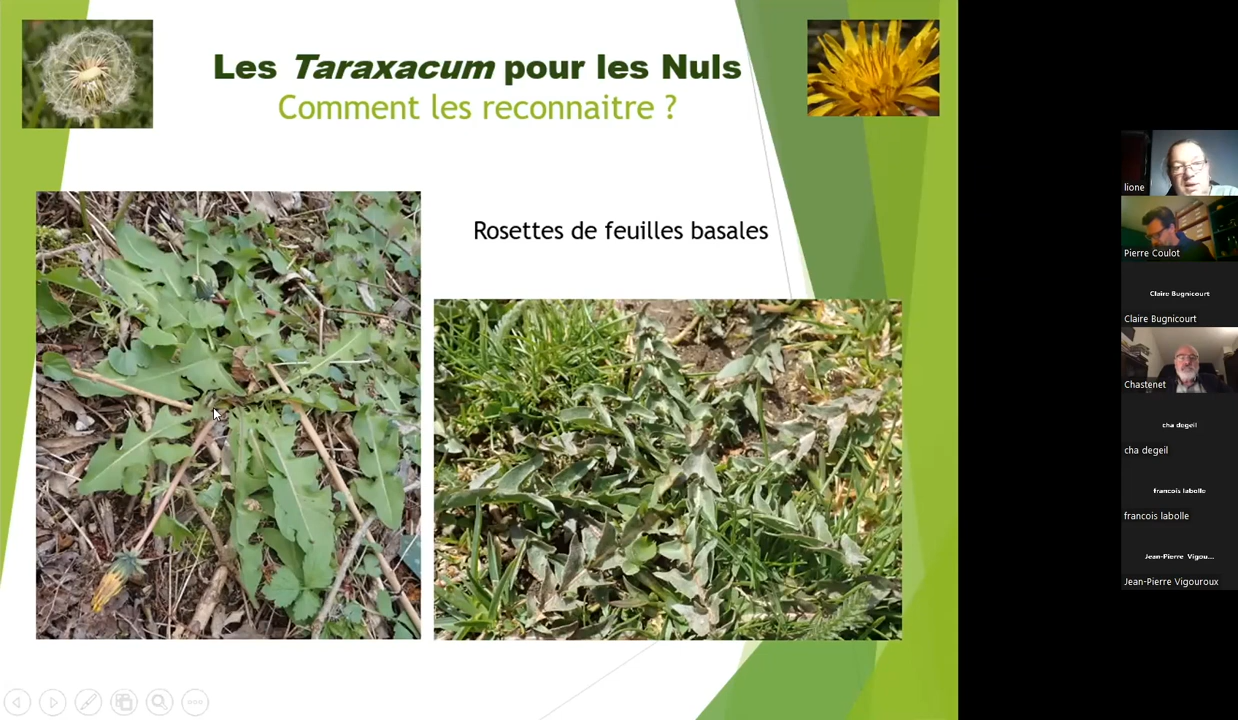 Les Taraxacum pour les Nuls
Comment les reconnaitre ?
Rosettes de feuilles basales
lione
Pierre Coulot
Claire Bugnicourt
Claire Bugnicourt
Chastenet
cha degeil
cha degeil
francois labolle
francois labolle
Jean-Pierre Vigou...
Jean-Pierre Vigouroux